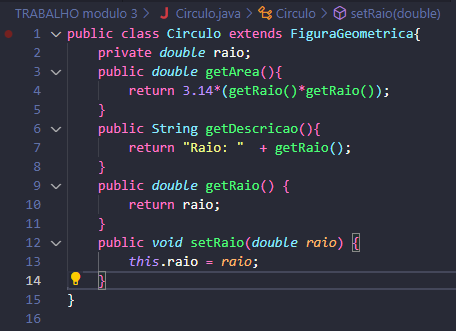 TRABALHO modulo 3 > Circulo.java > Circulo > setRaio(double)
1 public class Circulo extends FiguraGeometrica{
2 private double raio;
3 public double getArea(){
4 return 3.14*(getRaio()*getRaio());
5 }
6 public String getDescricao(){
7 return "Raio: " + getRaio();
8 }
9 public double getRaio() {
10 return raio;
11 }
12 public void setRaio(double raio) {
13 this.raio = raio;
14 }
15 }
16